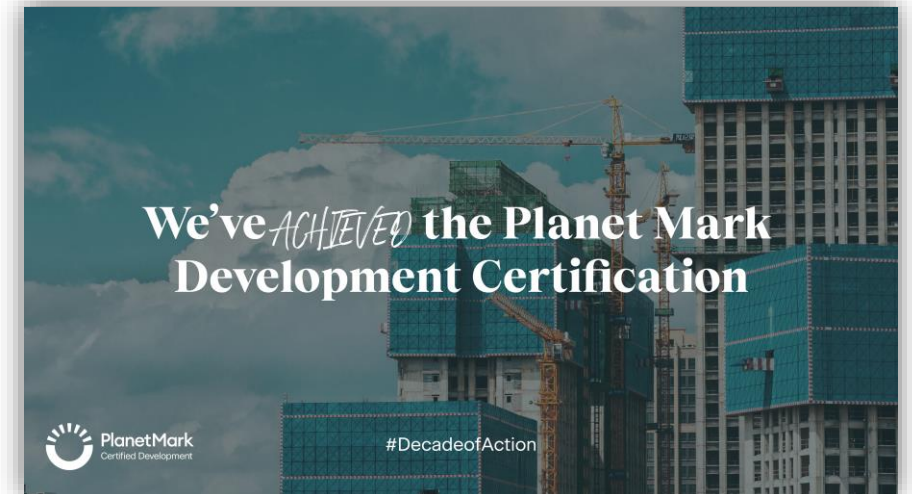 We've ACHIEVED the Planet Mark
Development Certification
PlanetMark
Certified Development
#DecadeofAction